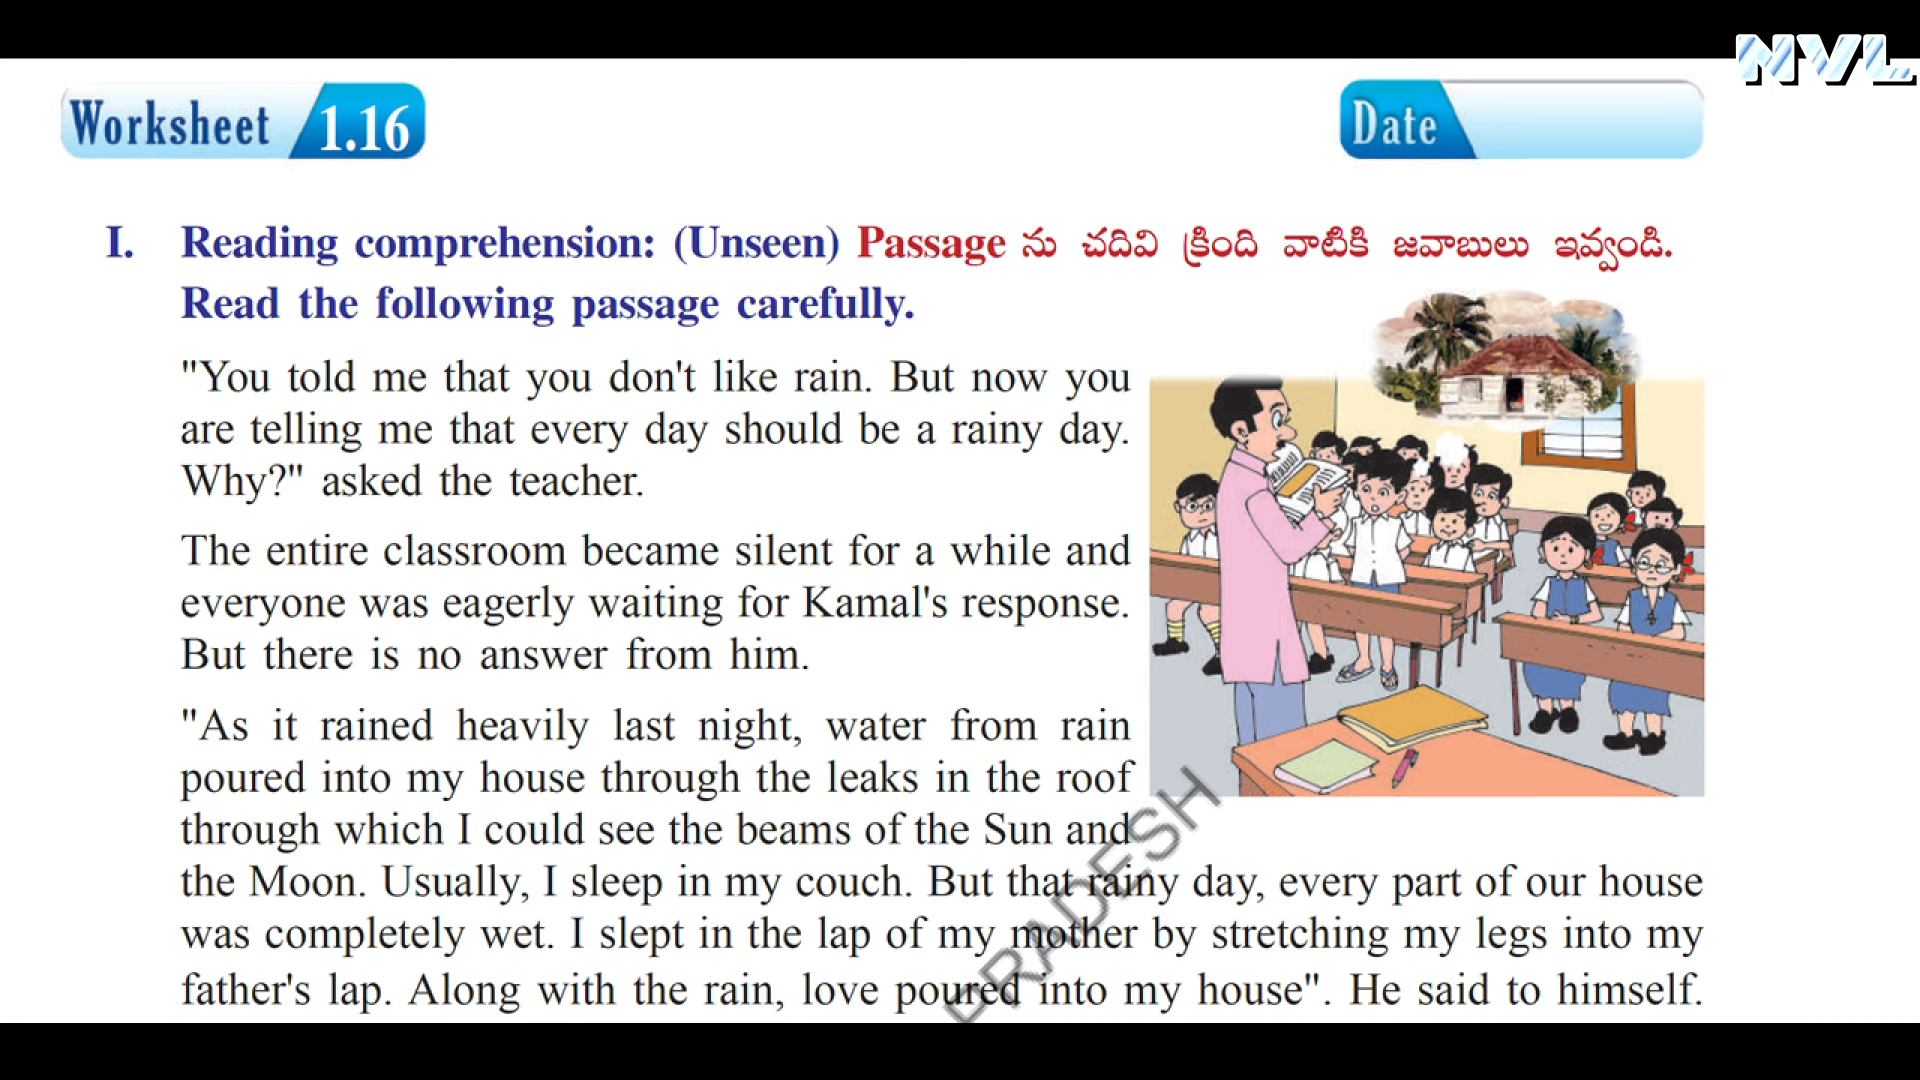 NVL
Worksheet 1.16
Date
I. Reading comprehension: (Unseen) Passage ను చదివి క్రింది వాటికి జవాబులు ఇవ్వండి.
Read the following passage carefully.
"You told me that you don't like rain. But now you
are telling me that every day should be a rainy day.
Why?" asked the teacher.
The entire classroom became silent for a while and
everyone was eagerly waiting for Kamal's response.
But there is no answer from him.
"As it rained heavily last night, water from rain
poured into my house through the leaks in the roof
through which I could see the beams of the Sun and
the Moon. Usually, I sleep in my couch. But that rainy day, every part of our house
was completely wet. I slept in the lap of my mother by stretching my legs into my
father's lap. Along with the rain, love poured into my house". He said to himself.
PRADESH